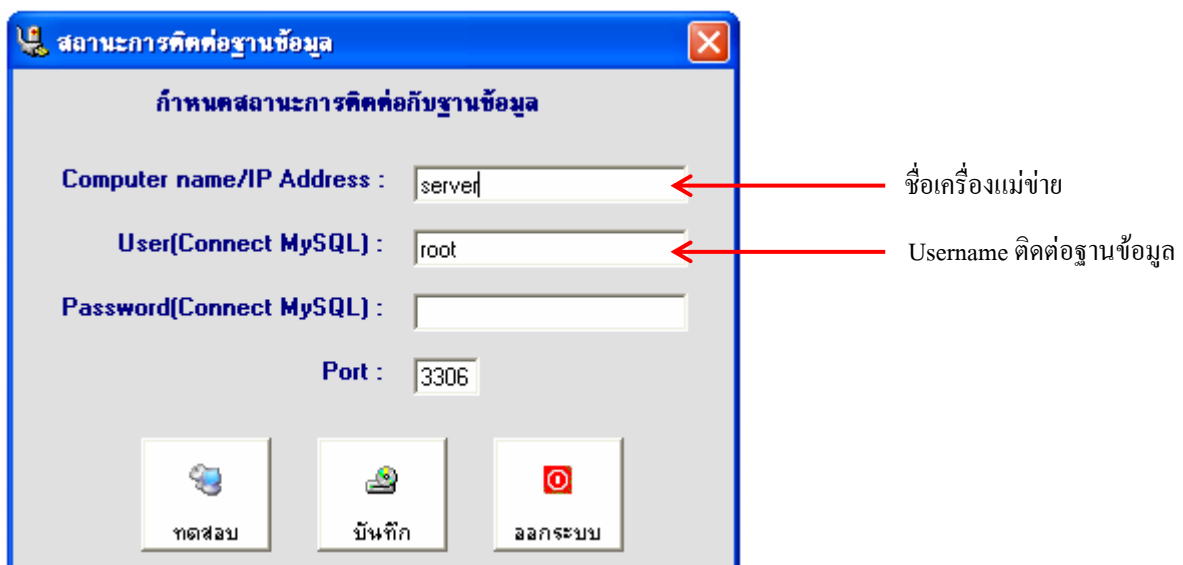 สถานะการติดต่อฐานข้อมูล
กำหนดสถานะการติดต่อกับฐานข้อมูล
Computer name/IP Address : server
ชื่อเครื่องแม่ข่าย
User(Connect MySQL) : root
Username ติดต่อฐานข้อมูล
Password(Connect MySQL) :
Port : 3306
ทดสอบ บันทึก ออกระบบ